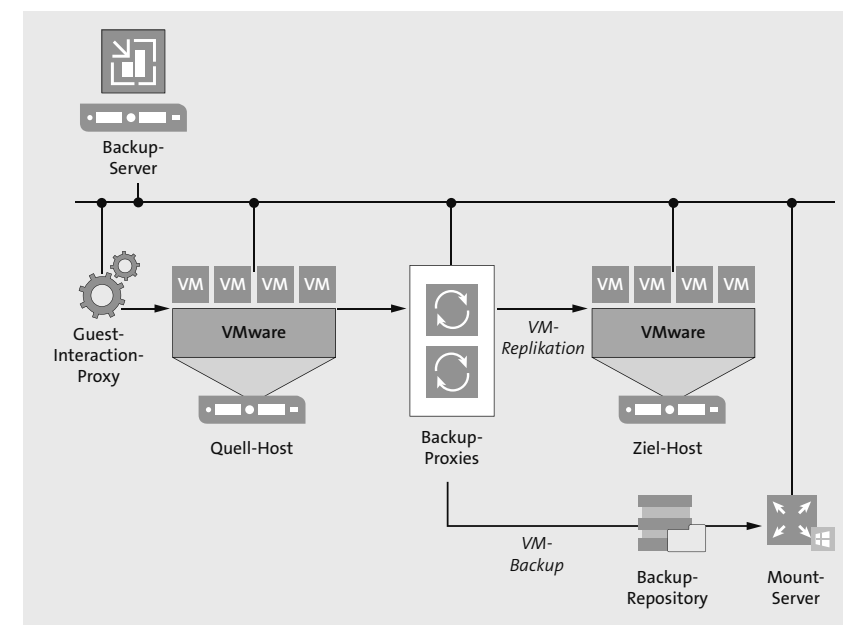 Backup-
Server
VM VM VM VM
VMware
Guest-
Interaction-
Proxy
Quell-Host
Backup-
Proxies
VM-
Replikation
VM VM VM VM
VMware
Ziel-Host
VM-
Backup
Backup-
Repository
Mount-
Server